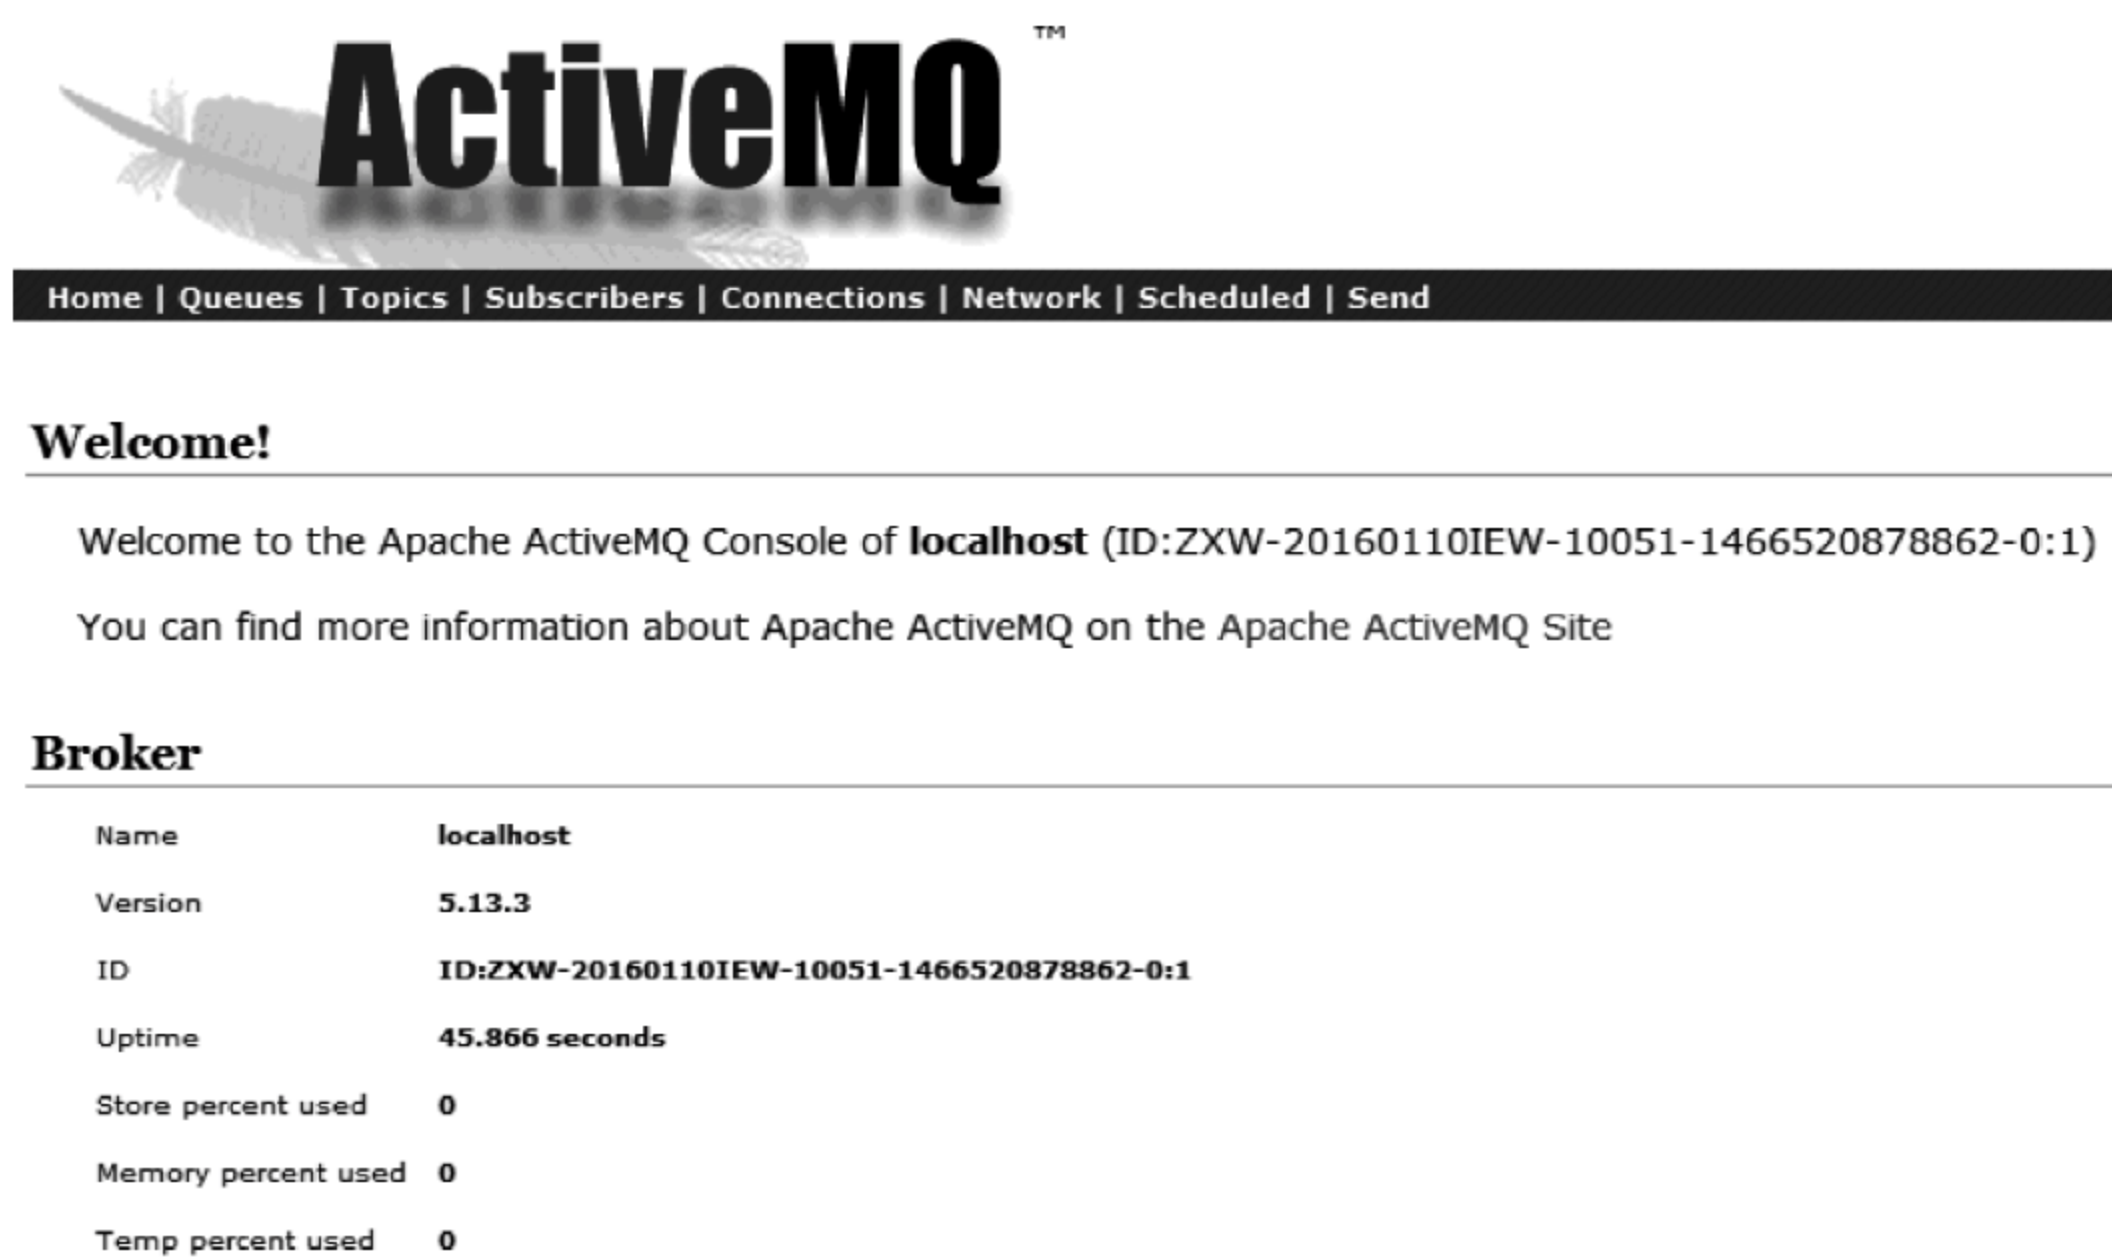 ActiveMQ ™
Home | Queues | Topics | Subscribers | Connections | Network | Scheduled | Send
Welcome!
Welcome to the Apache ActiveMQ Console of localhost (ID:ZXW-20160110IEW-10051-1466520878862-0:1)
You can find more information about Apache ActiveMQ on the Apache ActiveMQ Site
Broker
Name localhost
Version 5.13.3
ID ID:ZXW-20160110IEW-10051-1466520878862-0:1
Uptime 45.866 seconds
Store percent used 0
Memory percent used 0
Temp percent used 0